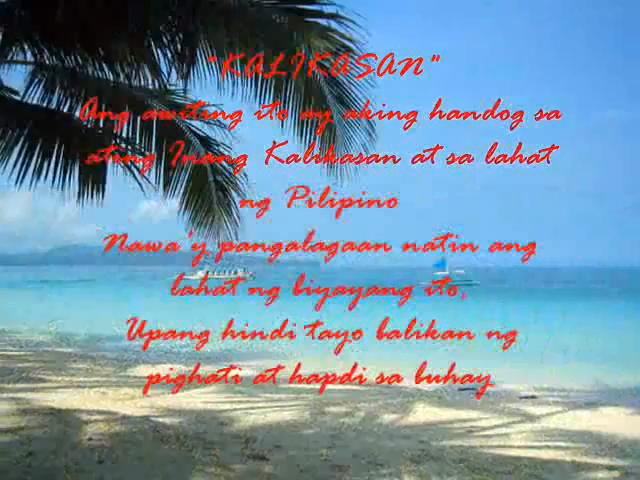 "KALIKASAN"
Ang awiting ito ay aking handog sa
ating Inang Kalikasan at sa lahat
ng Pilipino
Nawa'y pangalagaan natin ang
lahat ng biyayang ito,
Upang hindi tayo balikan ng
pighati at hapdi sa buhay